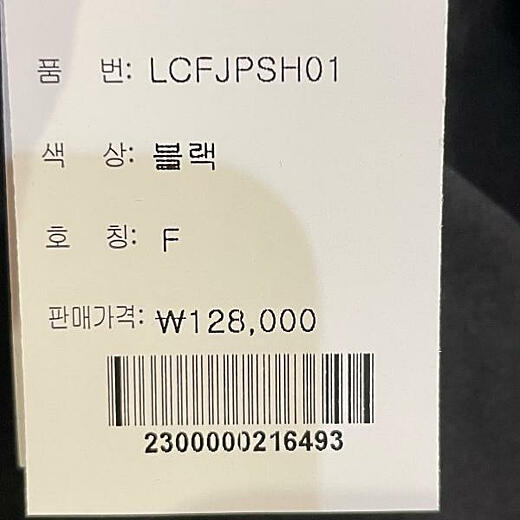 품 번: LCFJPSH01
색 상: 블랙
호 칭: F
판매가격: ₩128,000
2300000216493